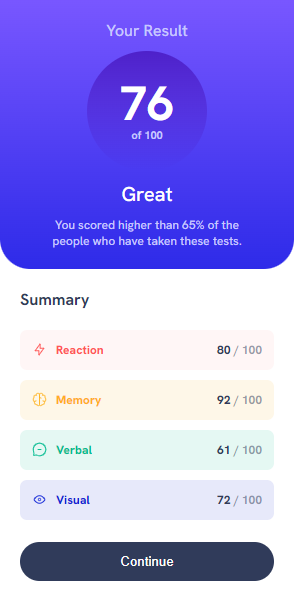 Your Result
76
of 100
Great
You scored higher than 65% of the
people who have taken these tests.
Summary
Reaction 80 / 100
Memory 92 / 100
Verbal 61 / 100
Visual 72 / 100
Continue